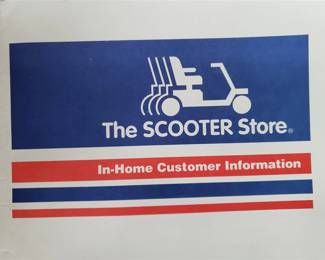 The SCOOTER Store®
In-Home Customer Information